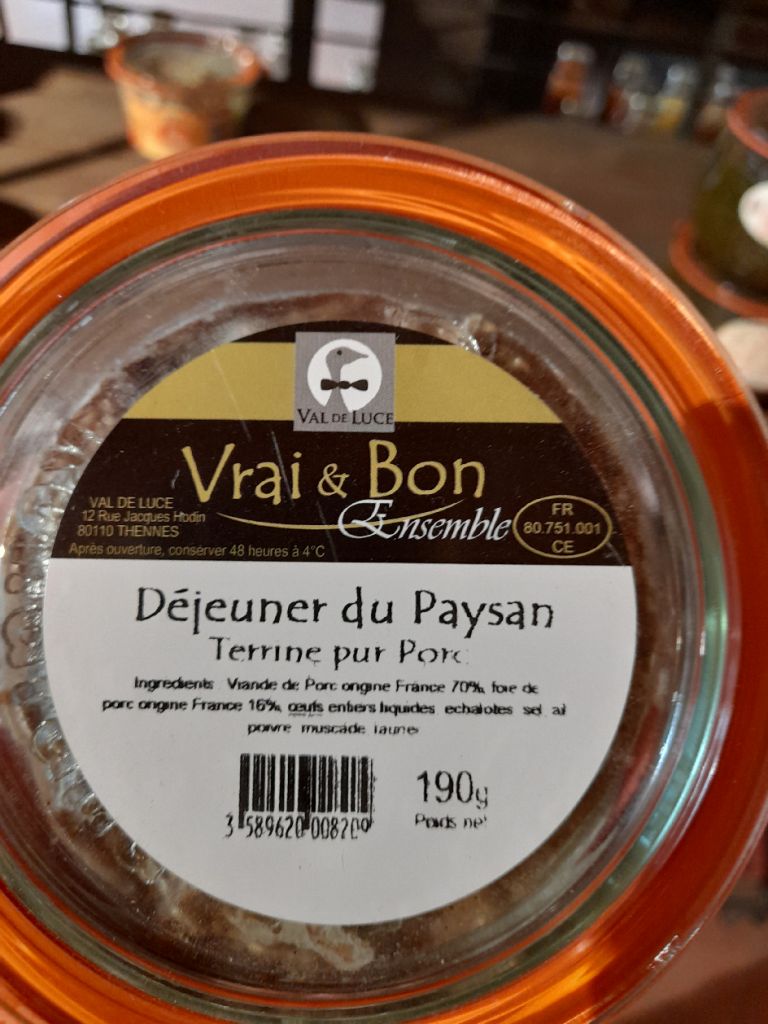 VAL DE LUCE
Vrai & Bon
Ensemble
VAL DE LUCE
12 Rue Jacques Hodin
80110 THENNES
Après ouverture, conserver 48 heures à 4°C
FR
80.751.001
CE
Déjeuner du Paysan
Terrine pur Porc
Ingredients Viande de Porc origine France 70%, foie de
porc origine France 16%, œufs entiers liquides echalotes sel ail
poivre muscade
190g
Poids net
3 589620 008200